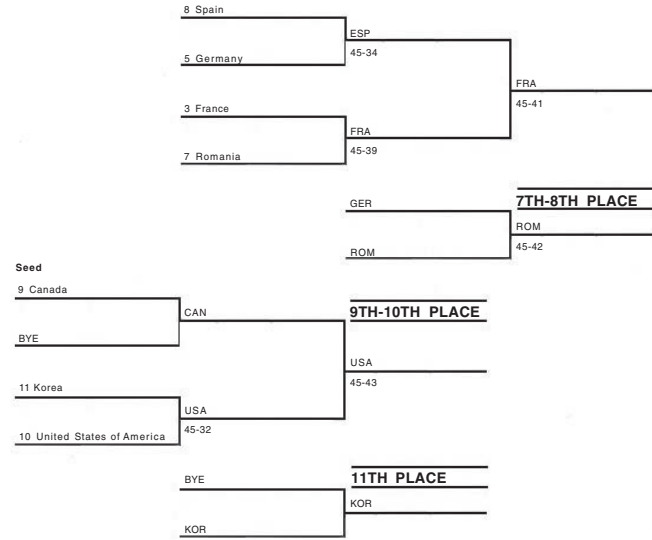 8 Spain
ESP
45-34
5 Germany
FRA
45-41
3 France
FRA
45-39
7 Romania
GER
7TH-8TH PLACE
ROM
45-42
ROM
Seed
9 Canada
CAN
9TH-10TH PLACE
BYE
USA
45-43
11 Korea
USA
45-32
10 United States of America
BYE
11TH PLACE
KOR
KOR